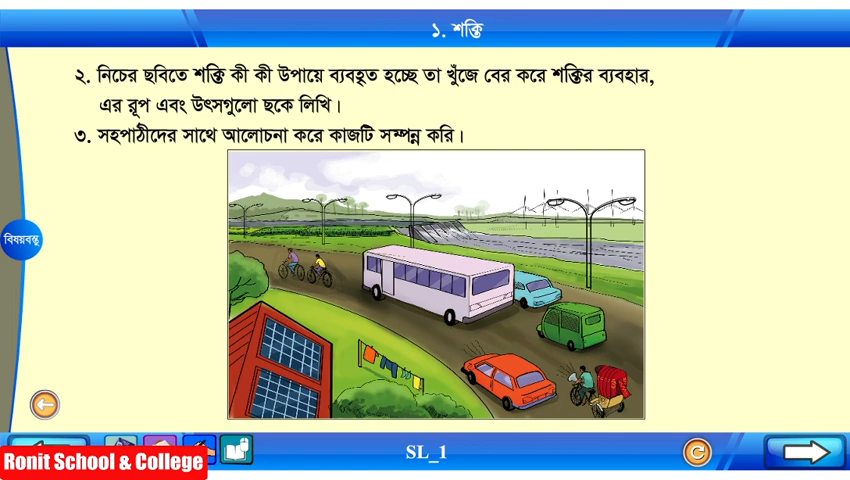 ১. শক্তি
২. নিচের ছবিতে শক্তি কী কী উপায়ে ব্যবহৃত হচ্ছে তা খুঁজে বের করে শক্তির ব্যবহার,
এর রূপ এবং উৎসগুলো ছকে লিখি।
৩. সহপাঠীদের সাথে আলোচনা করে কাজটি সম্পন্ন করি।
বিষয়বস্তু
SL_1
Ronit School & College